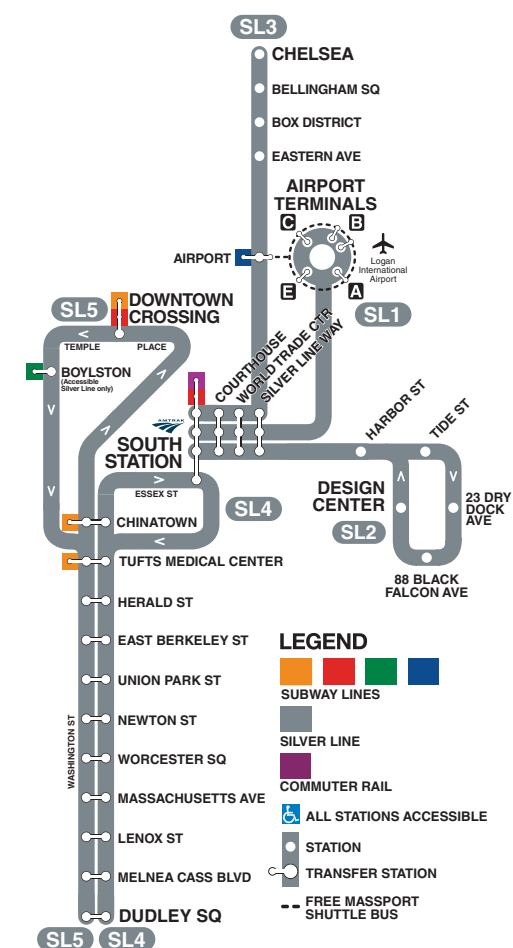 SL3
CHELSEA
BELLINGHAM SQ
BOX DISTRICT
EASTERN AVE
AIRPORT
TERMINALS
C
B
AIRPORT
Logan
International
Airport
E
A
SL1
SL5
DOWNTOWN
CROSSING
TEMPLE
PLACE
BOYLSTON
(Accessible
Silver Line only)
COURTHOUSE
WORLD TRADE CTR
SILVER LINE WAY
AMTRAK
SOUTH
STATION
ESSEX ST
SL4
CHINATOWN
TUFTS MEDICAL CENTER
HARBOR ST
TIDE ST
DESIGN
CENTER
SL2
23 DRY
DOCK
AVE
88 BLACK
FALCON AVE
HERALD ST
EAST BERKELEY ST
UNION PARK ST
NEWTON ST
WASHINGTON ST
WORCESTER SQ
MASSACHUSETTS AVE
LENOX ST
MELNEA CASS BLVD
DUDLEY SQ
SL5
SL4
LEGEND
SUBWAY LINES
SILVER LINE
COMMUTER RAIL
ALL STATIONS ACCESSIBLE
STATION
TRANSFER STATION
FREE MASSPORT
SHUTTLE BUS